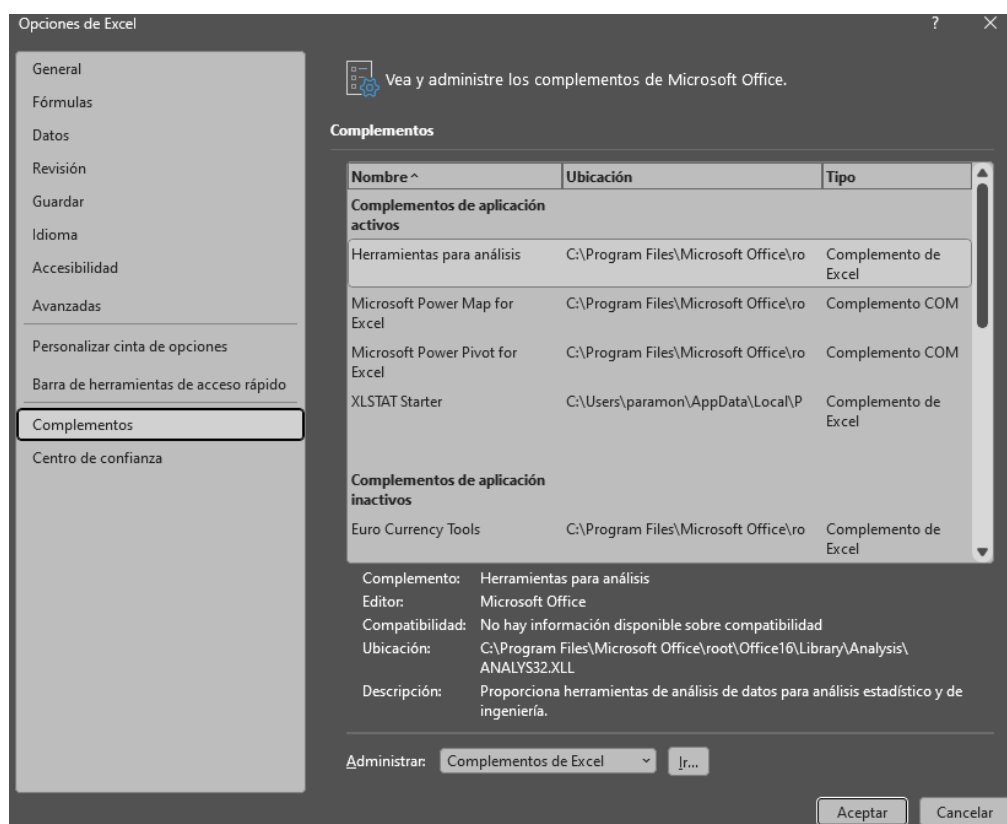 Opciones de Excel
?
General
Fórmulas
Datos
Revisión
Guardar
Idioma
Accesibilidad
Avanzadas
Personalizar cinta de opciones
Barra de herramientas de acceso rápido
Complementos
Centro de confianza
Vea y administre los complementos de Microsoft Office.
Complementos
Nombre Ubicación Tipo
Complementos de aplicación
activos
Herramientas para análisis C:\Program Files\Microsoft Office\ro Complemento de
Excel
Microsoft Power Map for C:\Program Files\Microsoft Office\ro Complemento COM
Excel
Microsoft Power Pivot for C:\Program Files\Microsoft Office\ro Complemento COM
Excel
XLSTAT Starter C:\Users\paramon\AppData\Local\P Complemento de
Excel
Complementos de aplicación
inactivos
Euro Currency Tools C:\Program Files\Microsoft Office\ro Complemento de
Excel
Complemento: Herramientas para análisis
Editor: Microsoft Office
Compatibilidad: No hay información disponible sobre compatibilidad
Ubicación: C:\Program Files\Microsoft Office\root\Office16\Library\Analysis\
ANALYS32.XLL
Descripción: Proporciona herramientas de análisis de datos para análisis estadístico y de
ingeniería.
Administrar: Complementos de Excel Ir...
Aceptar Cancelar